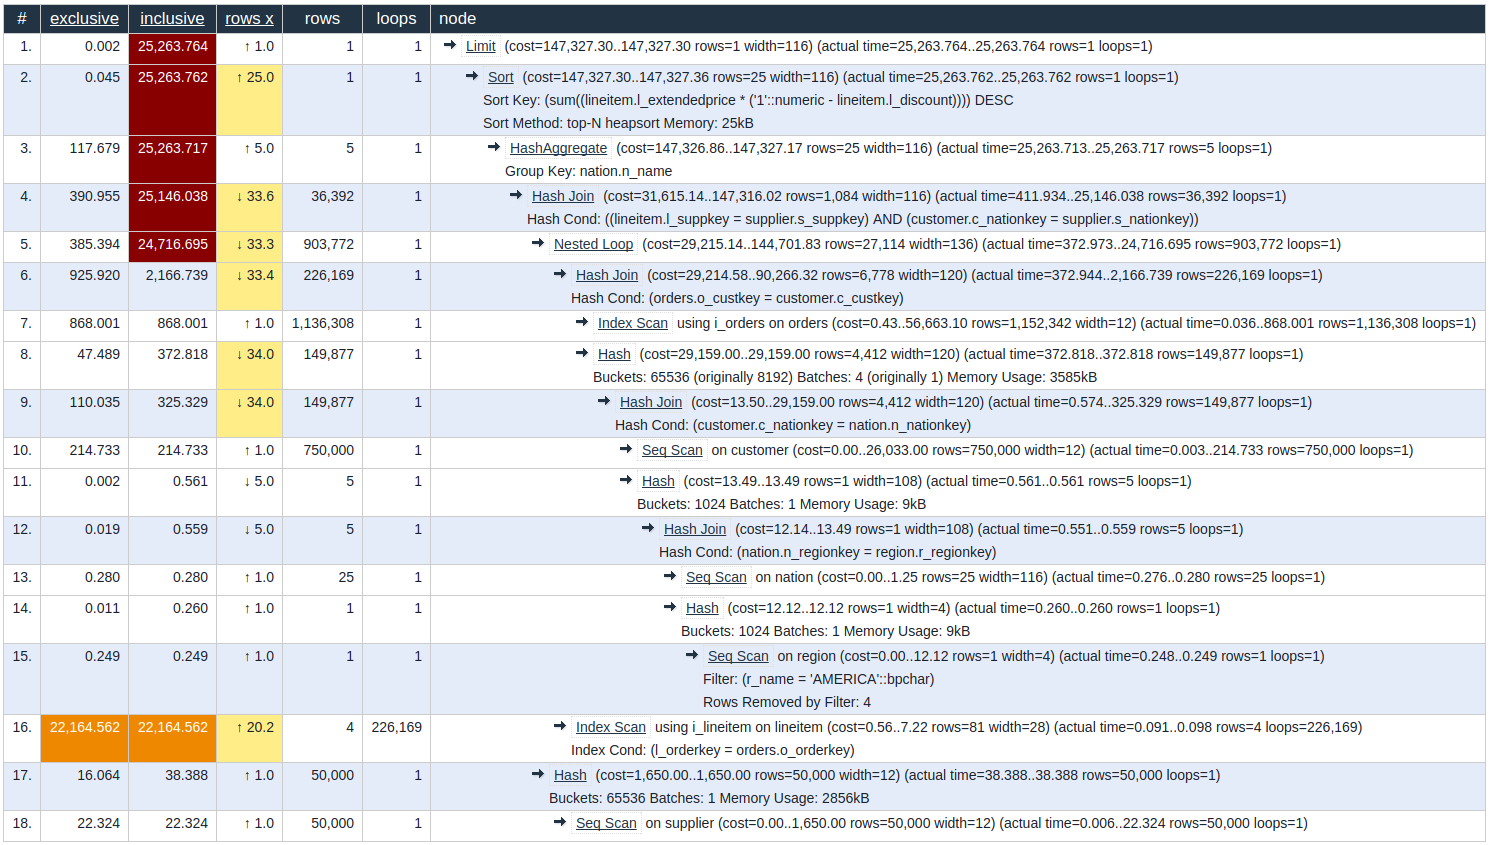 # exclusive inclusive rows x rows loops node
1. 0.002 25,263.764 ↑ 1.0 1 1 → Limit (cost=147,327.30..147,327.30 rows=1 width=116) (actual time=25,263.764..25,263.764 rows=1 loops=1)
2. 0.045 25,263.762 ↑ 25.0 1 1 → Sort (cost=147,327.30..147,327.36 rows=25 width=116) (actual time=25,263.762..25,263.762 rows=1 loops=1)
Sort Key: (sum((lineitem.l_extendedprice * ('1'::numeric - lineitem.l_discount)))) DESC
Sort Method: top-N heapsort Memory: 25kB
3. 117.679 25,263.717 ↑ 5.0 5 1 → HashAggregate (cost=147,326.86..147,327.17 rows=25 width=116) (actual time=25,263.713..25,263.717 rows=5 loops=1)
Group Key: nation.n_name
4. 390.955 25,146.038 ↓ 33.6 36,392 1 → Hash Join (cost=31,615.14..147,316.02 rows=1,084 width=116) (actual time=411.934..25,146.038 rows=36,392 loops=1)
Hash Cond: ((lineitem.l_suppkey = supplier.s_suppkey) AND (customer.c_nationkey = supplier.s_nationkey))
5. 385.394 24,716.695 ↓ 33.3 903,772 1 → Nested Loop (cost=29,215.14..144,701.83 rows=27,114 width=136) (actual time=372.973..24,716.695 rows=903,772 loops=1)
6. 925.920 2,166.739 ↓ 33.4 226,169 1 → Hash Join (cost=29,214.58..90,266.32 rows=6,778 width=120) (actual time=372.944..2,166.739 rows=226,169 loops=1)
Hash Cond: (orders.o_custkey = customer.c_custkey)
7. 868.001 868.001 ↑ 1.0 1,136,308 1 → Index Scan using i_orders on orders (cost=0.43..56,663.10 rows=1,152,342 width=12) (actual time=0.036..868.001 rows=1,136,308 loops=1)
8. 47.489 372.818 ↓ 34.0 149,877 1 → Hash (cost=29,159.00..29,159.00 rows=4,412 width=120) (actual time=372.818..372.818 rows=149,877 loops=1)
Buckets: 65536 (originally 8192) Batches: 4 (originally 1) Memory Usage: 3585kB
9. 110.035 325.329 ↓ 34.0 149,877 1 → Hash Join (cost=13.50..29,159.00 rows=4,412 width=120) (actual time=0.574..325.329 rows=149,877 loops=1)
Hash Cond: (customer.c_nationkey = nation.n_nationkey)
10. 214.733 214.733 ↑ 1.0 750,000 1 → Seq Scan on customer (cost=0.00..26,033.00 rows=750,000 width=12) (actual time=0.003..214.733 rows=750,000 loops=1)
11. 0.002 0.561 ↓ 5.0 5 1 → Hash (cost=13.49..13.49 rows=1 width=108) (actual time=0.561..0.561 rows=5 loops=1)
Buckets: 1024 Batches: 1 Memory Usage: 9kB
12. 0.019 0.559 ↓ 5.0 5 1 → Hash Join (cost=12.14..13.49 rows=1 width=108) (actual time=0.551..0.559 rows=5 loops=1)
Hash Cond: (nation.n_regionkey = region.r_regionkey)
13. 0.280 0.280 ↑ 1.0 25 1 → Seq Scan on nation (cost=0.00..1.25 rows=25 width=116) (actual time=0.276..0.280 rows=25 loops=1)
14. 0.011 0.260 ↑ 1.0 1 1 → Hash (cost=12.12..12.12 rows=1 width=4) (actual time=0.260..0.260 rows=1 loops=1)
Buckets: 1024 Batches: 1 Memory Usage: 9kB
15. 0.249 0.249 ↑ 1.0 1 1 → Seq Scan on region (cost=0.00..12.12 rows=1 width=4) (actual time=0.248..0.249 rows=1 loops=1)
Filter: (r_name = 'AMERICA'::bpchar)
Rows Removed by Filter: 4
16. 22,164.562 22,164.562 ↑ 20.2 4 226,169 → Index Scan using i_lineitem on lineitem (cost=0.56..7.22 rows=81 width=28) (actual time=0.091..0.098 rows=4 loops=226,169)
Index Cond: (l_orderkey = orders.o_orderkey)
17. 16.064 38.388 ↑ 1.0 50,000 1 → Hash (cost=1,650.00..1,650.00 rows=50,000 width=12) (actual time=38.388..38.388 rows=50,000 loops=1)
Buckets: 65536 Batches: 1 Memory Usage: 2856kB
18. 22.324 22.324 ↑ 1.0 50,000 1 → Seq Scan on supplier (cost=0.00..1,650.00 rows=50,000 width=12) (actual time=0.006..22.324 rows=50,000 loops=1)